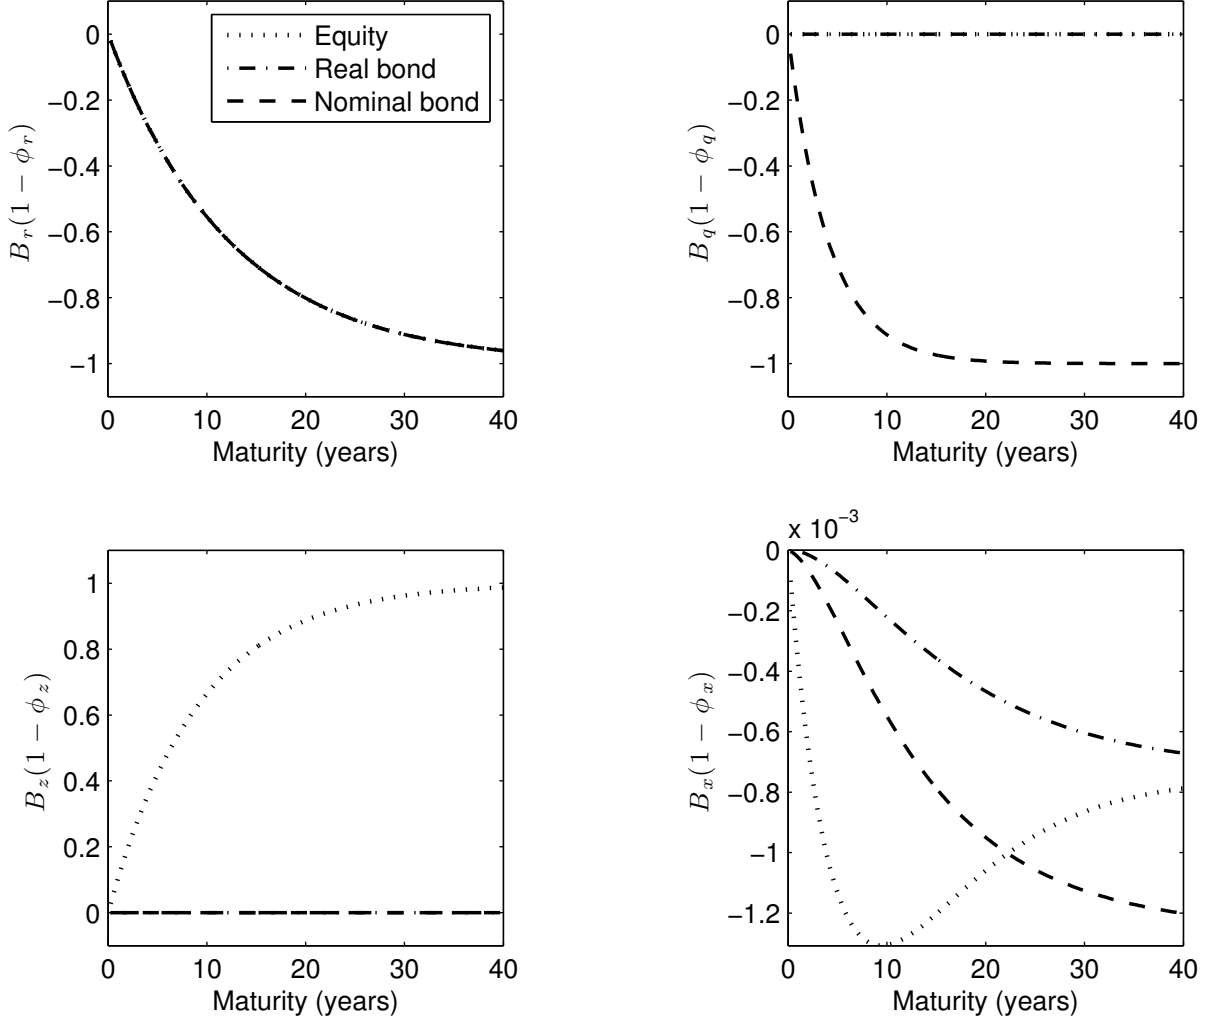 0
−0.2
−0.4
−0.6
−0.8
−1
B_r(1 − ϕ_r)
Equity
Real bond
Nominal bond
0 10 20 30 40
Maturity (years)
0
−0.2
−0.4
−0.6
−0.8
−1
B_q(1 − ϕ_q)
0 10 20 30 40
Maturity (years)
1
0.8
0.6
0.4
0.2
0
B_z(1 − ϕ_z)
0 10 20 30 40
Maturity (years)
x 10⁻³
0
−0.2
−0.4
−0.6
−0.8
−1
−1.2
B_x(1 − ϕ_x)
0 10 20 30 40
Maturity (years)